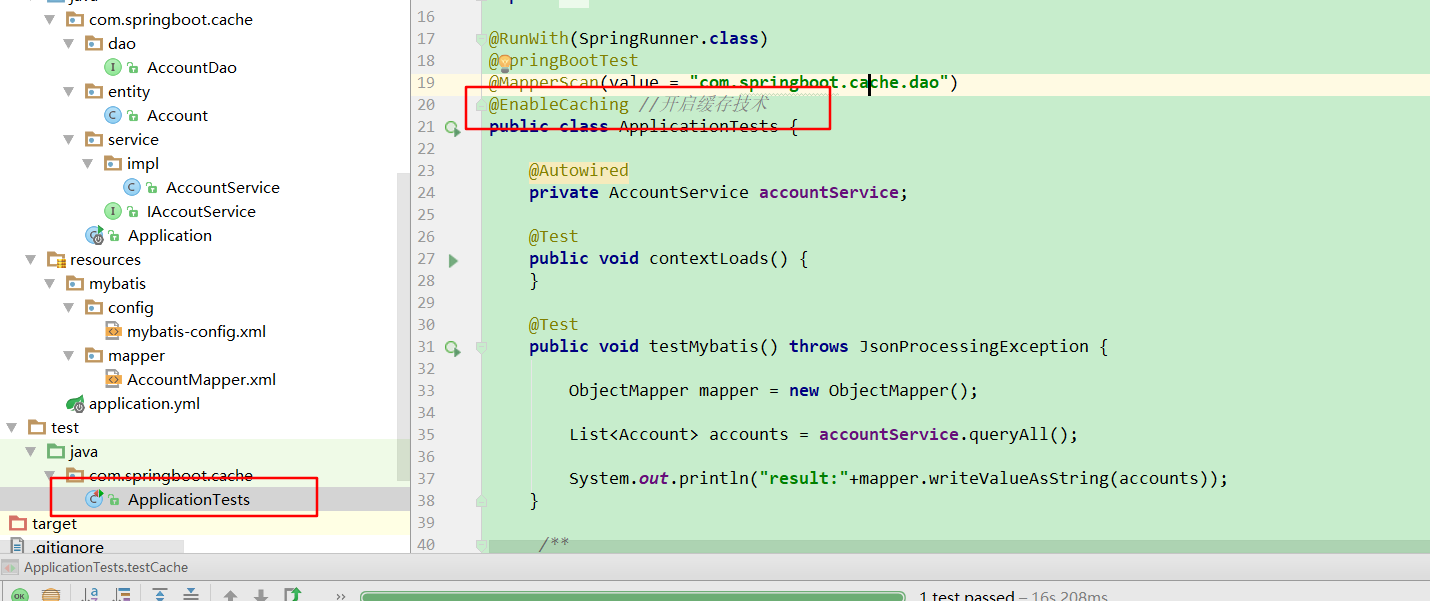 java
com.springboot.cache
dao
AccountDao
entity
Account
service
impl
AccountService
IAccoutService
Application
resources
mybatis
config
mybatis-config.xml
mapper
AccountMapper.xml
application.yml
test
java
com.springboot.cache
ApplicationTests
target
.gitignore
16
17 @RunWith(SpringRunner.class)
18 @SpringBootTest
19 @MapperScan(value = "com.springboot.cache.dao")
20 @EnableCaching //开启缓存技术
21 public class ApplicationTests {
22
23 @Autowired
24 private AccountService accountService;
25
26 @Test
27 public void contextLoads() {
28 }
29
30 @Test
31 public void testMybatis() throws JsonProcessingException {
32
33 ObjectMapper mapper = new ObjectMapper();
34
35 List<Account> accounts = accountService.queryAll();
36
37 System.out.println("result:"+mapper.writeValueAsString(accounts));
38 }
39
40 /**
ApplicationTests.testCache
OK
1 test passed – 16s 208ms